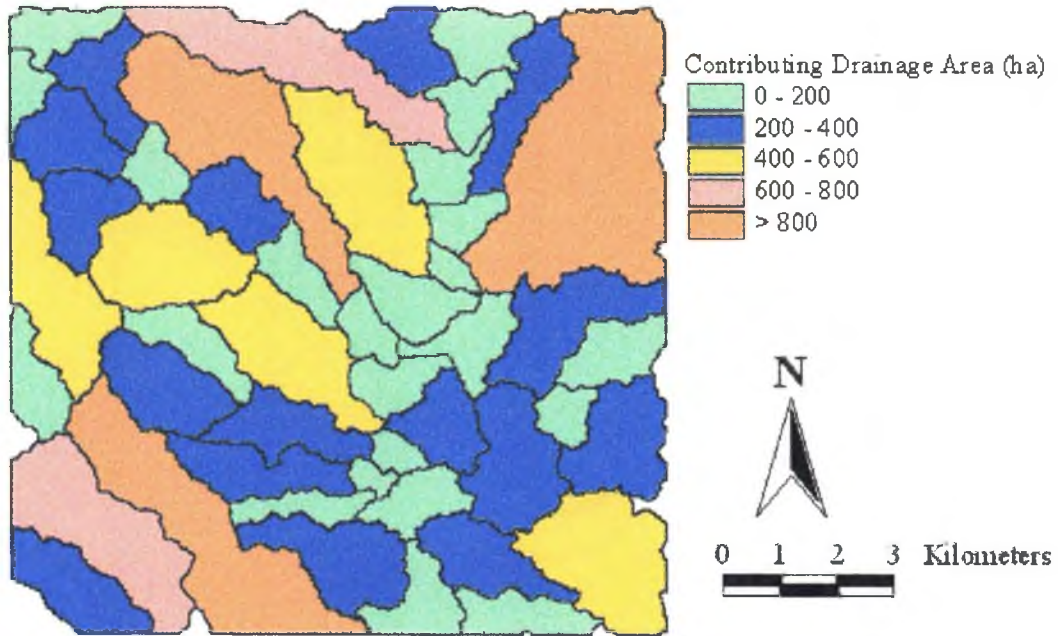 Contributing Drainage Area (ha)
0 - 200
200 - 400
400 - 600
600 - 800
> 800
N
0 1 2 3 Kilometers